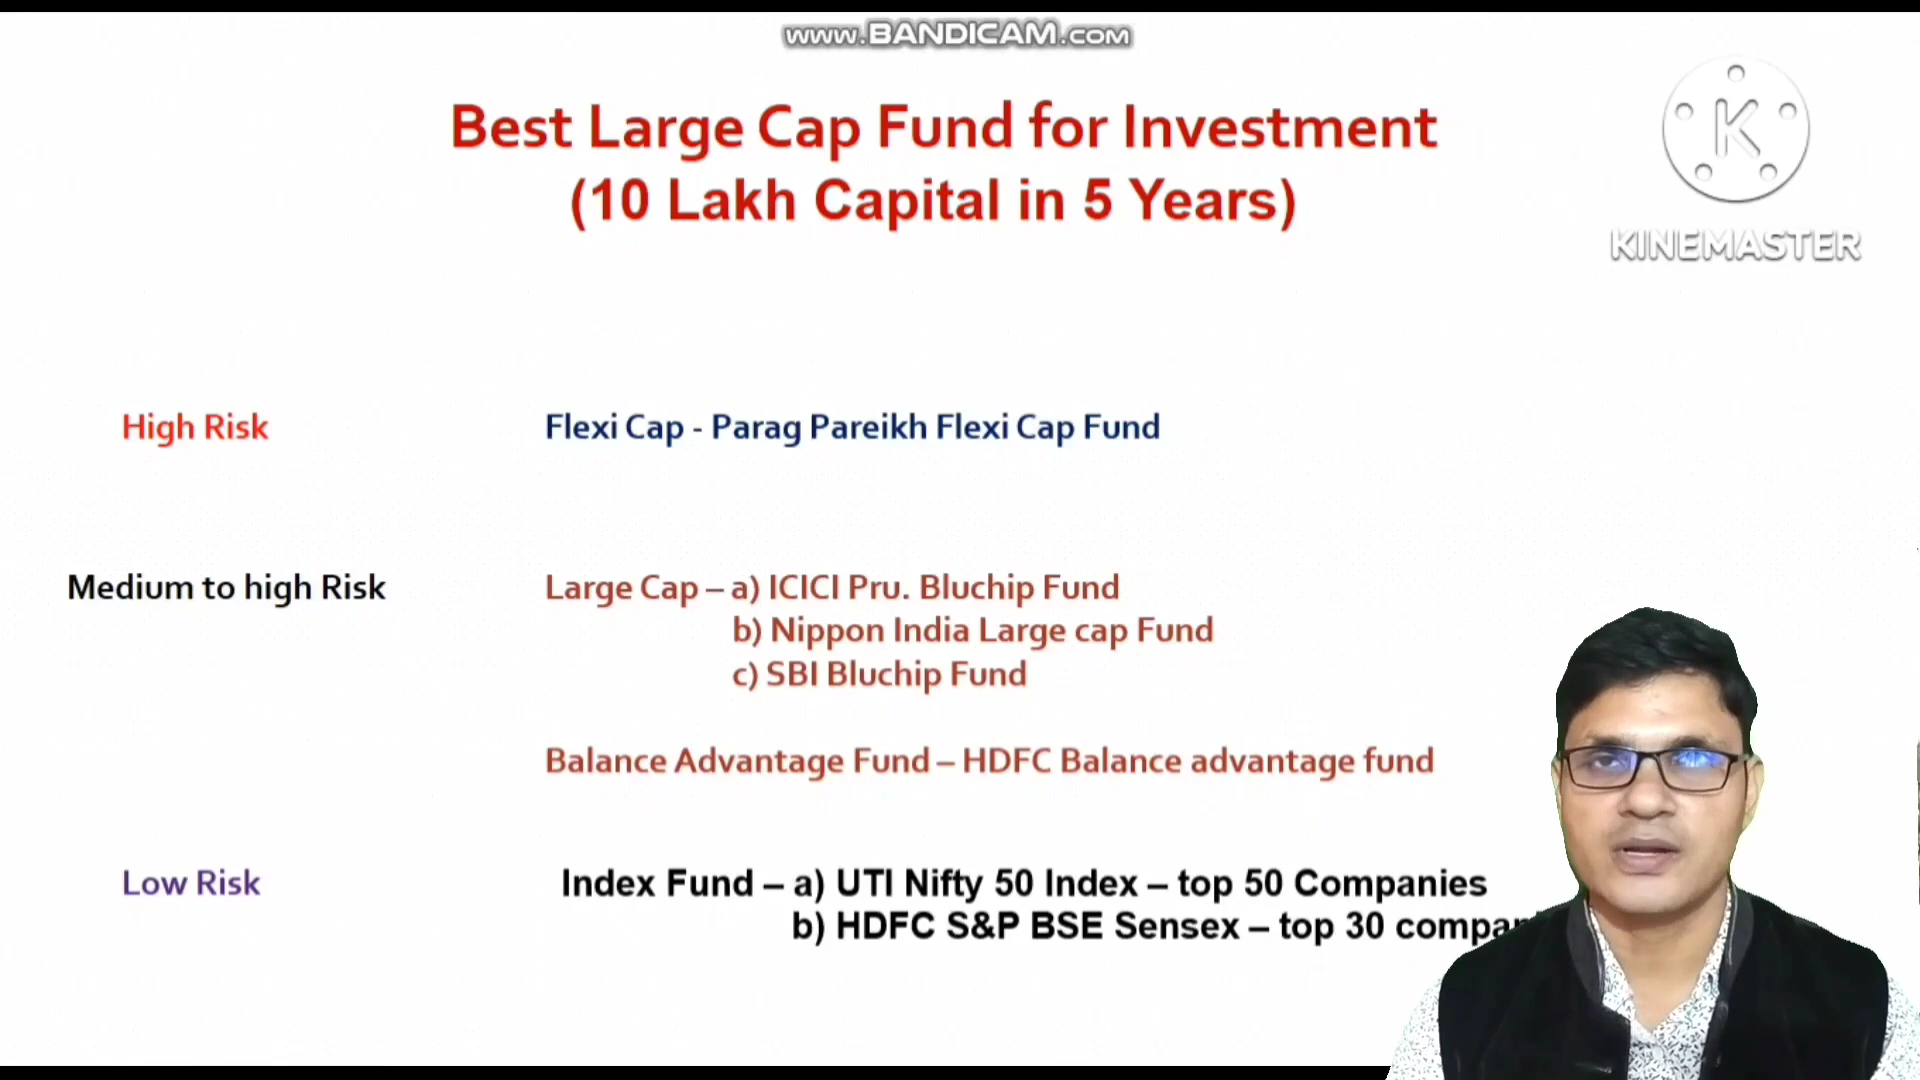 www.BANDICAM.com
K
KINEMASTER
Best Large Cap Fund for Investment
(10 Lakh Capital in 5 Years)
High Risk Flexi Cap - Parag Pareikh Flexi Cap Fund
Medium to high Risk Large Cap – a) ICICI Pru. Bluchip Fund
b) Nippon India Large cap Fund
c) SBI Bluchip Fund
Balance Advantage Fund – HDFC Balance advantage fund
Low Risk Index Fund – a) UTI Nifty 50 Index – top 50 Companies
b) HDFC S&P BSE Sensex – top 30